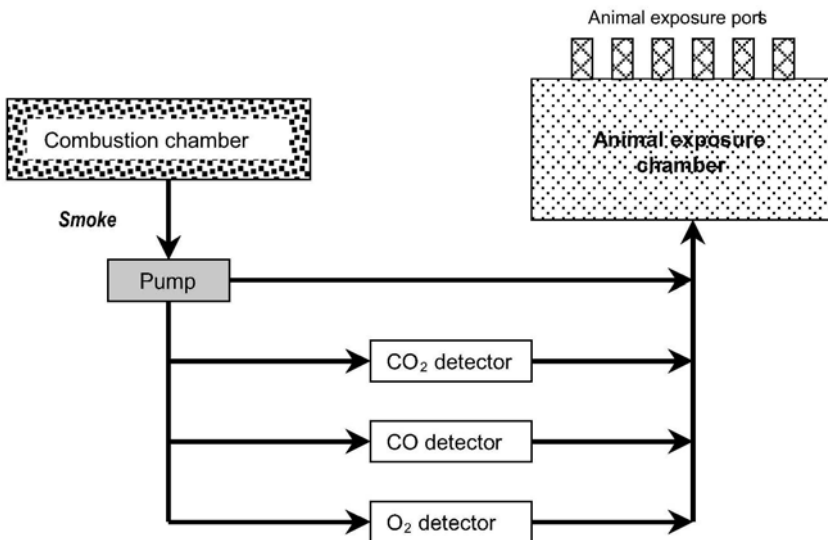 Animal exposure ports
Combustion chamber
Animal exposure
chamber
Smoke
Pump
CO₂ detector
CO detector
O₂ detector